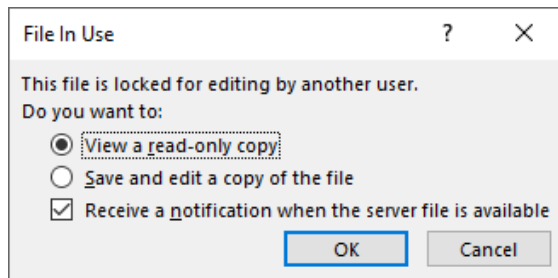 File In Use ?
This file is locked for editing by another user.
Do you want to:
View a read-only copy
Save and edit a copy of the file
Receive a notification when the server file is available
OK Cancel